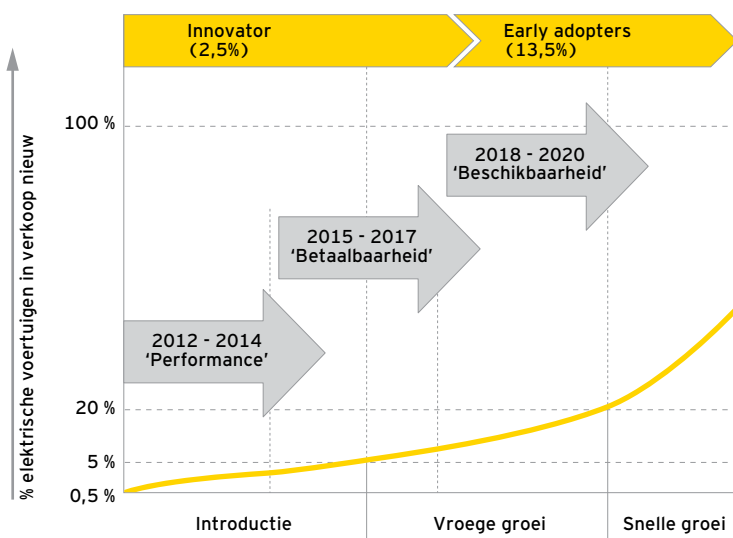 Innovator
(2,5%)
Early adopters
(13,5%)
% elektrische voertuigen in verkoop nieuw
100 %
2018 - 2020
‘Beschikbaarheid’
2015 - 2017
‘Betaalbaarheid’
2012 - 2014
‘Performance’
20 %
5 %
0,5 %
Introductie
Vroege groei
Snelle groei